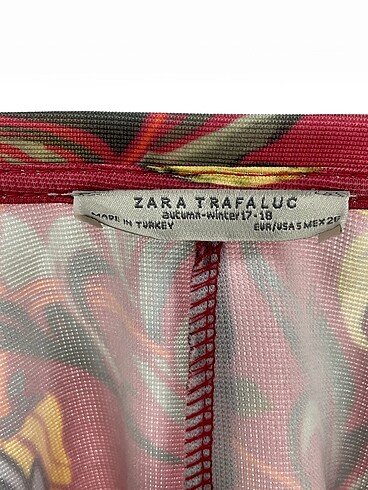 ZARA TRAFALUC
autumn-winter 17-18
MADE IN TURKEY
EUR/USA S MEX 26